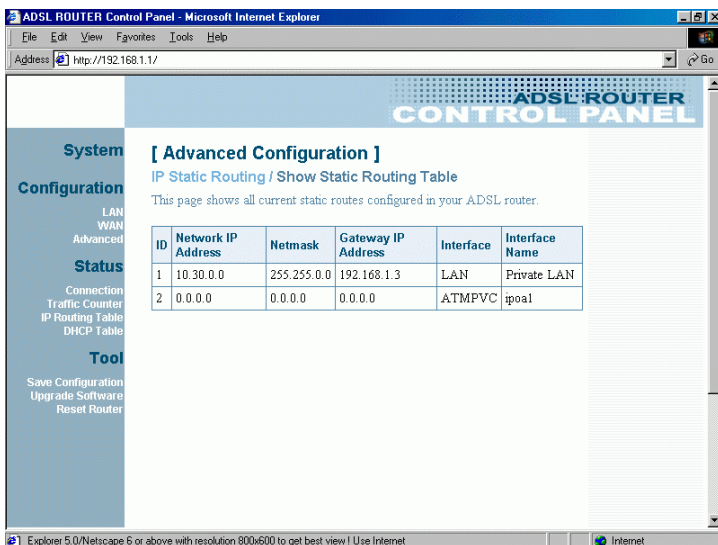 ADSL ROUTER Control Panel - Microsoft Internet Explorer
File Edit View Favorites Tools Help
Address http://192.168.1.1/ Go
ADSL ROUTER
CONTROL PANEL
System
Configuration
LAN
WAN
Advanced
Status
Connection
Traffic Counter
IP Routing Table
DHCP Table
Tool
Save Configuration
Upgrade Software
Reset Router
[ Advanced Configuration ]
IP Static Routing / Show Static Routing Table
This page shows all current static routes configured in your ADSL router.
ID Network IP Address Netmask Gateway IP Address Interface Interface Name
1 10.30.0.0 255.255.0.0 192.168.1.3 LAN Private LAN
2 0.0.0.0 0.0.0.0 0.0.0.0 ATMPVC ipoa1
Explorer 5.0/Netscape 6 or above with resolution 800x600 to get best view ! Use Internet
Internet